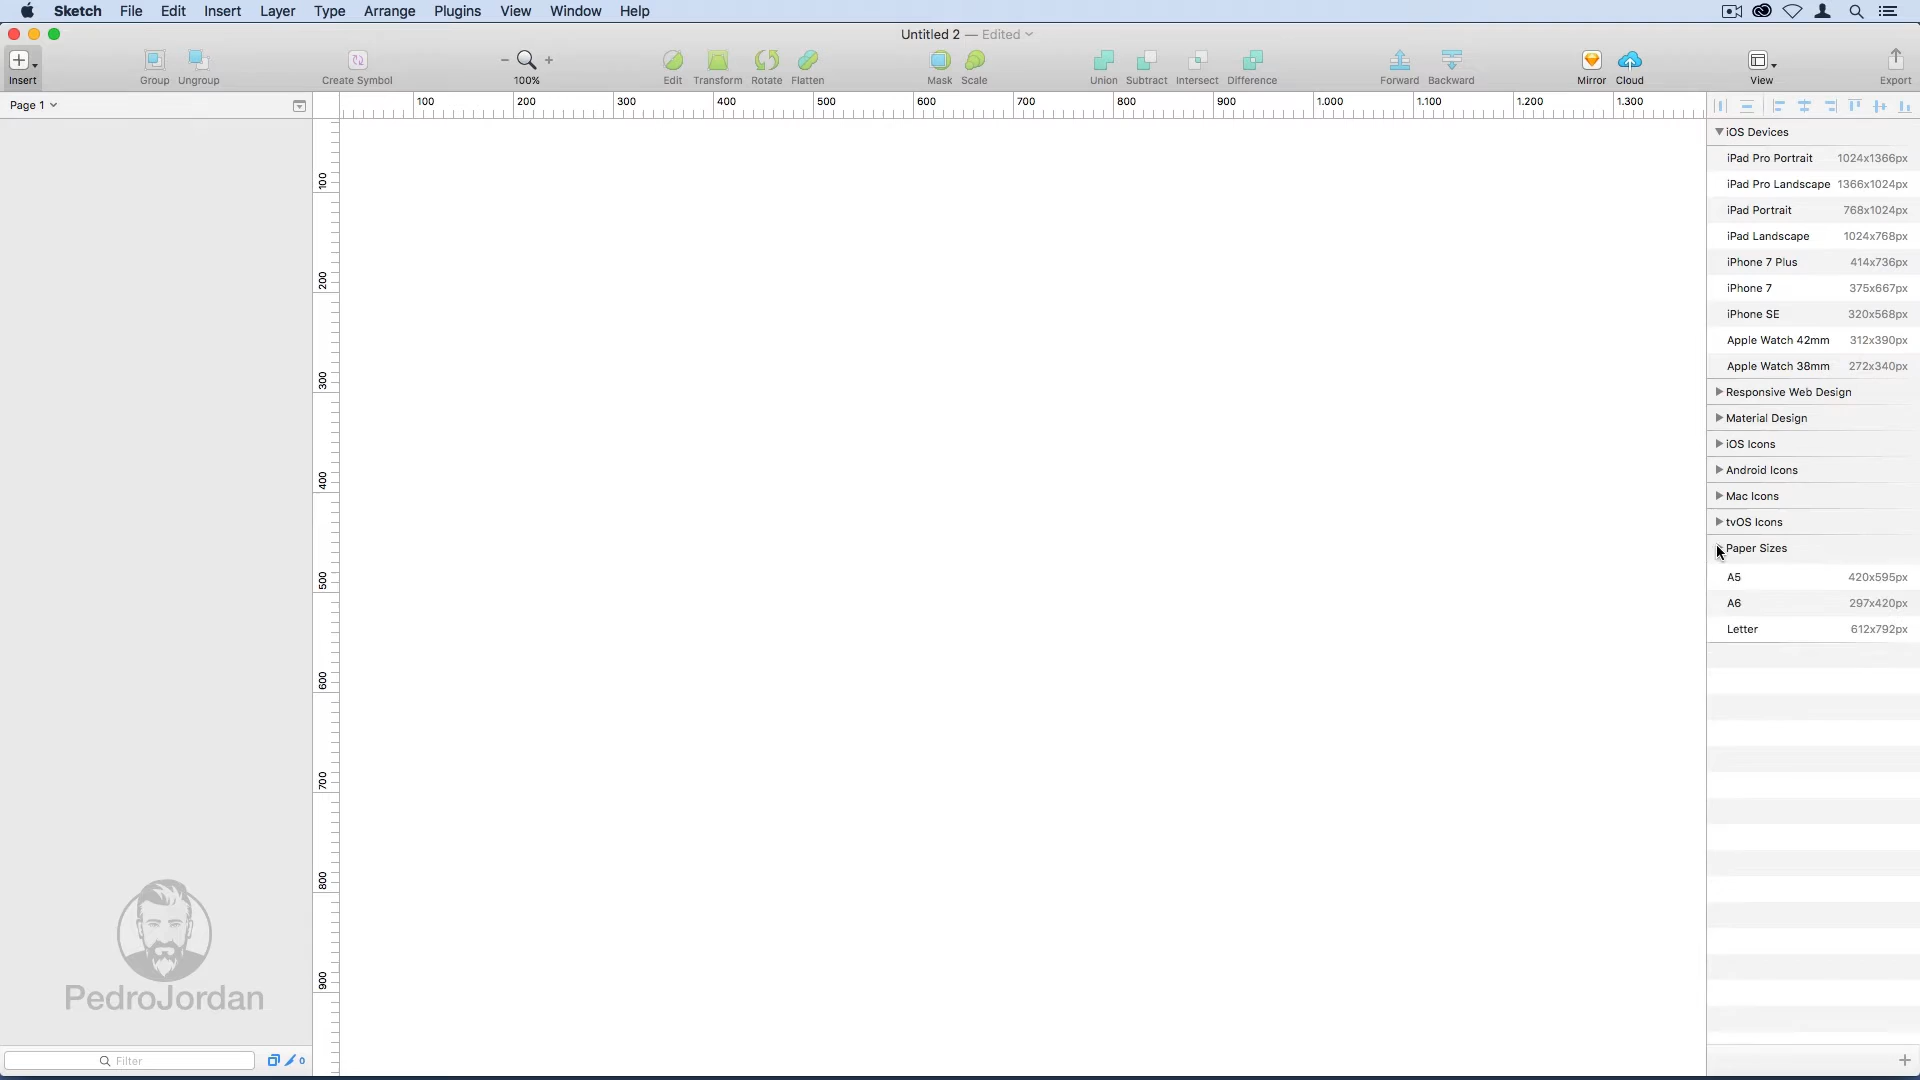 Sketch File Edit Insert Layer Type Arrange Plugins View Window Help
Untitled 2 — Edited
Insert Group Ungroup Create Symbol 100% Edit Transform Rotate Flatten Mask Scale Union Subtract Intersect Difference Forward Backward Mirror Cloud View Export
Page 1
100 200 300 400 500 600 700 800 900 1.000 1.100 1.200 1.300
100
200
300
400
500
600
700
800
900
iOS Devices
iPad Pro Portrait 1024x1366px
iPad Pro Landscape 1366x1024px
iPad Portrait 768x1024px
iPad Landscape 1024x768px
iPhone 7 Plus 414x736px
iPhone 7 375x667px
iPhone SE 320x568px
Apple Watch 42mm 312x390px
Apple Watch 38mm 272x340px
Responsive Web Design
Material Design
iOS Icons
Android Icons
Mac Icons
tvOS Icons
Paper Sizes
A5 420x595px
A6 297x420px
Letter 612x792px
PedroJordan
Filter
0